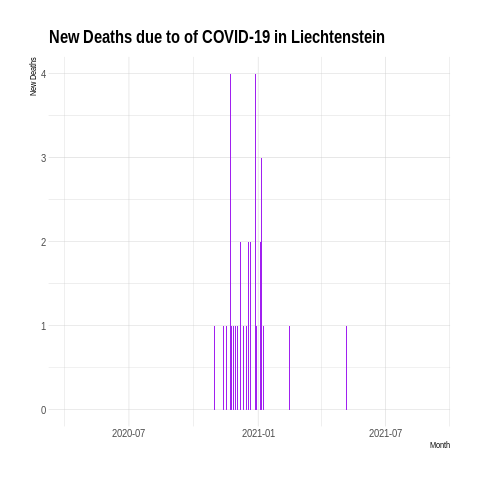 New Deaths due to of COVID-19 in Liechtenstein
New Deaths
4
3
2
1
0
2020-07
2021-01
2021-07
Month